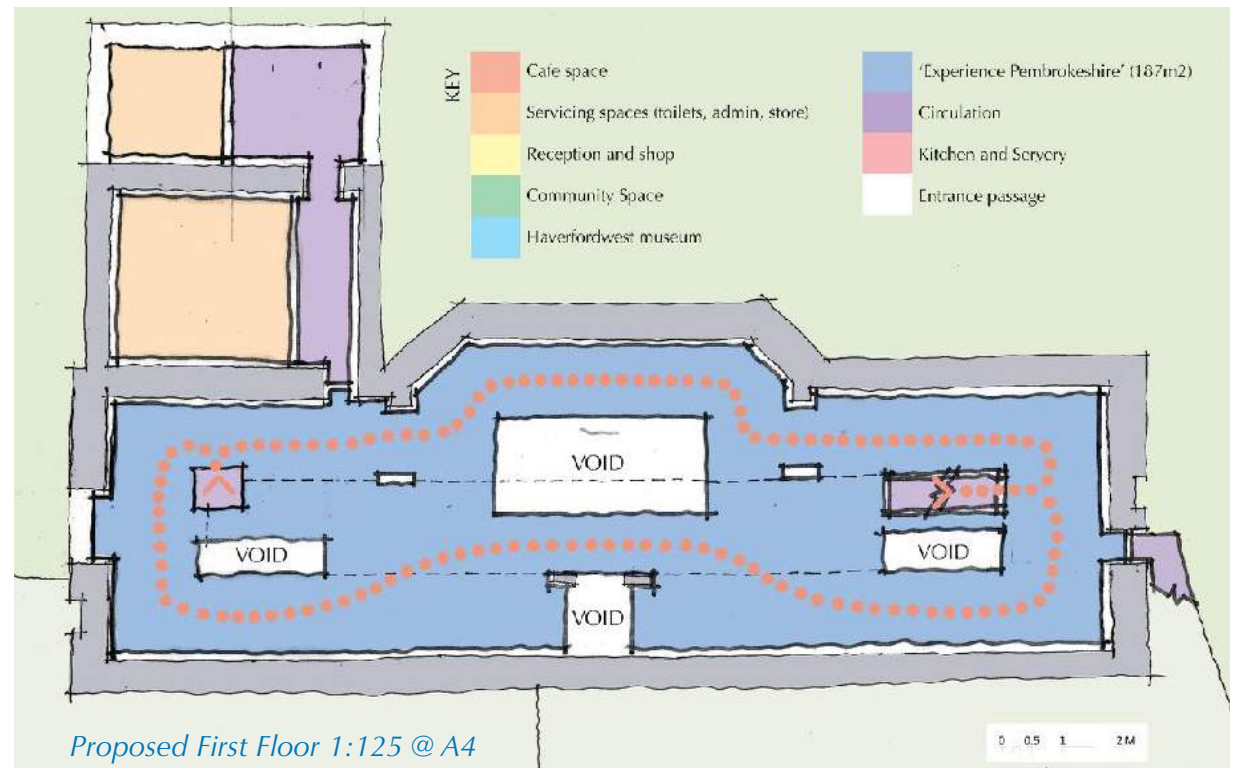 KEY
Cafe space
Servicing spaces (toilets, admin, store)
Reception and shop
Community Space
Haverfordwest museum
'Experience Pembrokeshire' (187m2)
Circulation
Kitchen and Servery
Entrance passage
VOID
VOID
VOID
VOID
Proposed First Floor 1:125 @ A4
0 0.5 1 2M